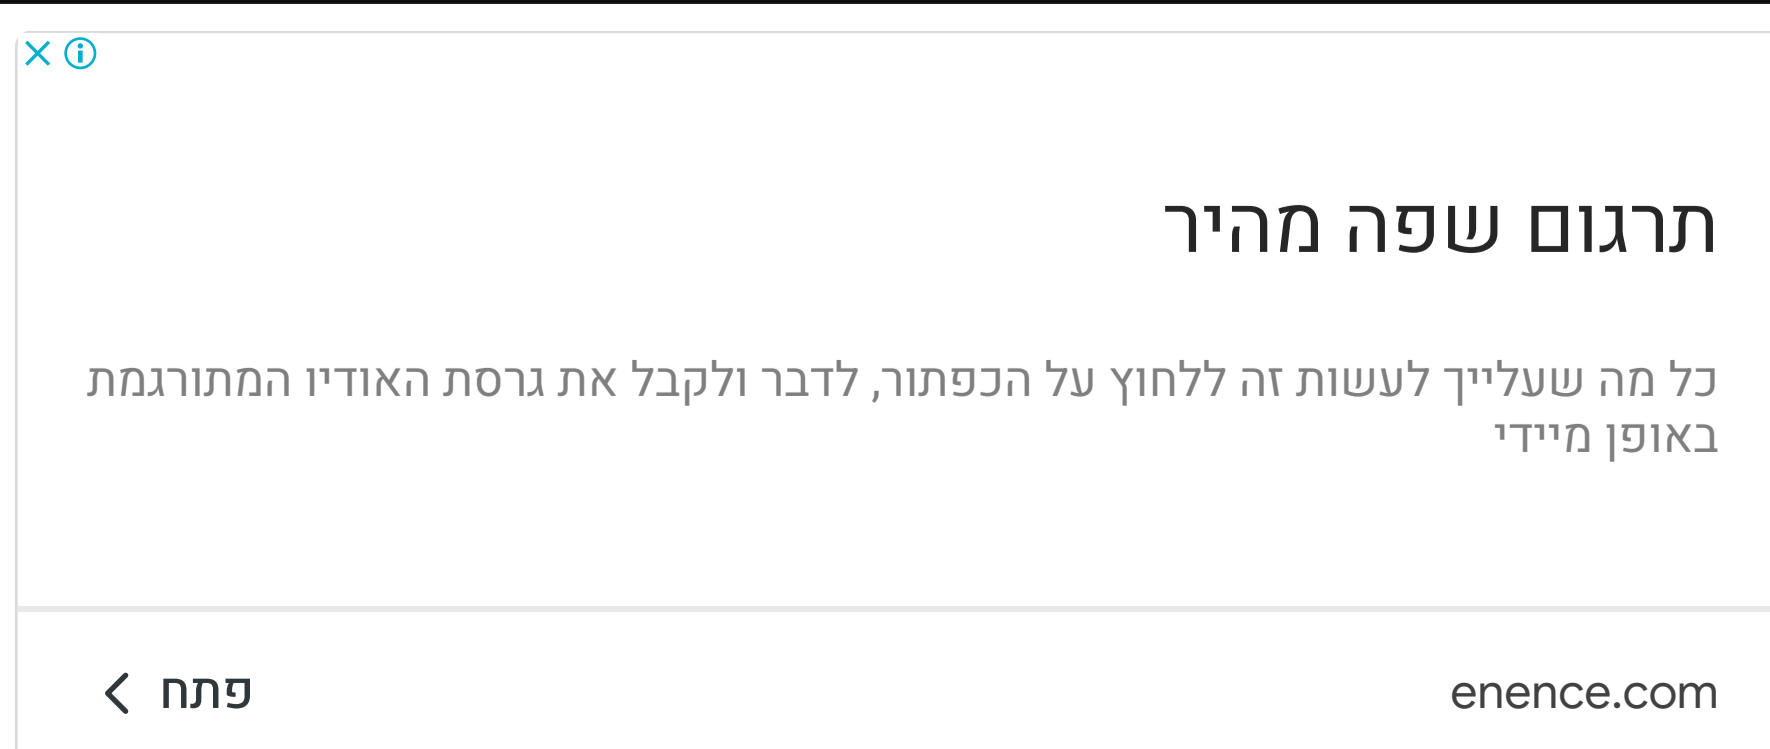 תרגום שפה מהיר
כל מה שעלייך לעשות זה ללחוץ על הכפתור, לדבר ולקבל את גרסת האודיו המתורגמת
באופן מיידי
enence.com
פתח